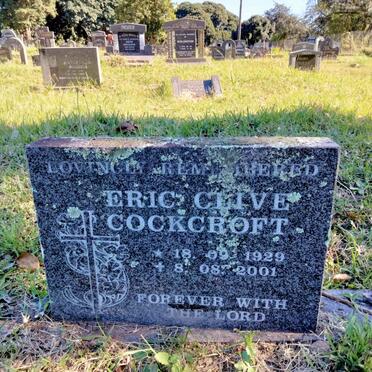 LOVINGLY REMEMBERED
ERIC CLIVE
COCKCROFT
* 18·09·1929
+ 8·08·2001
FOREVER WITH
THE LORD